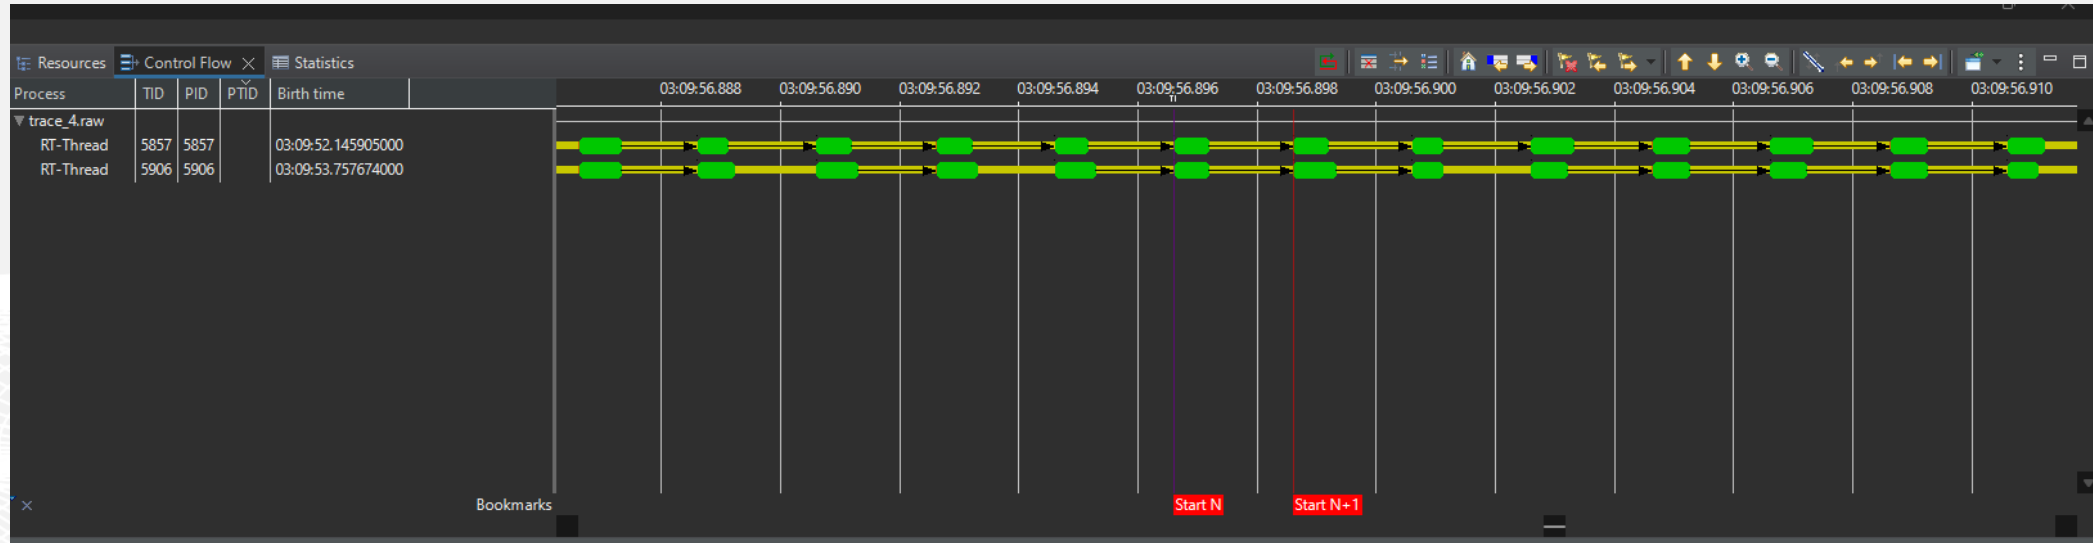 Resources Control Flow Statistics
Process TID PID PTID Birth time 03:09:56.888 03:09:56.890 03:09:56.892 03:09:56.894 03:09:56.896 03:09:56.898 03:09:56.900 03:09:56.902 03:09:56.904 03:09:56.906 03:09:56.908 03:09:56.910
trace_4.raw
RT-Thread 5857 5857 03:09:52.145905000
RT-Thread 5906 5906 03:09:53.757674000
Bookmarks Start N Start N+1